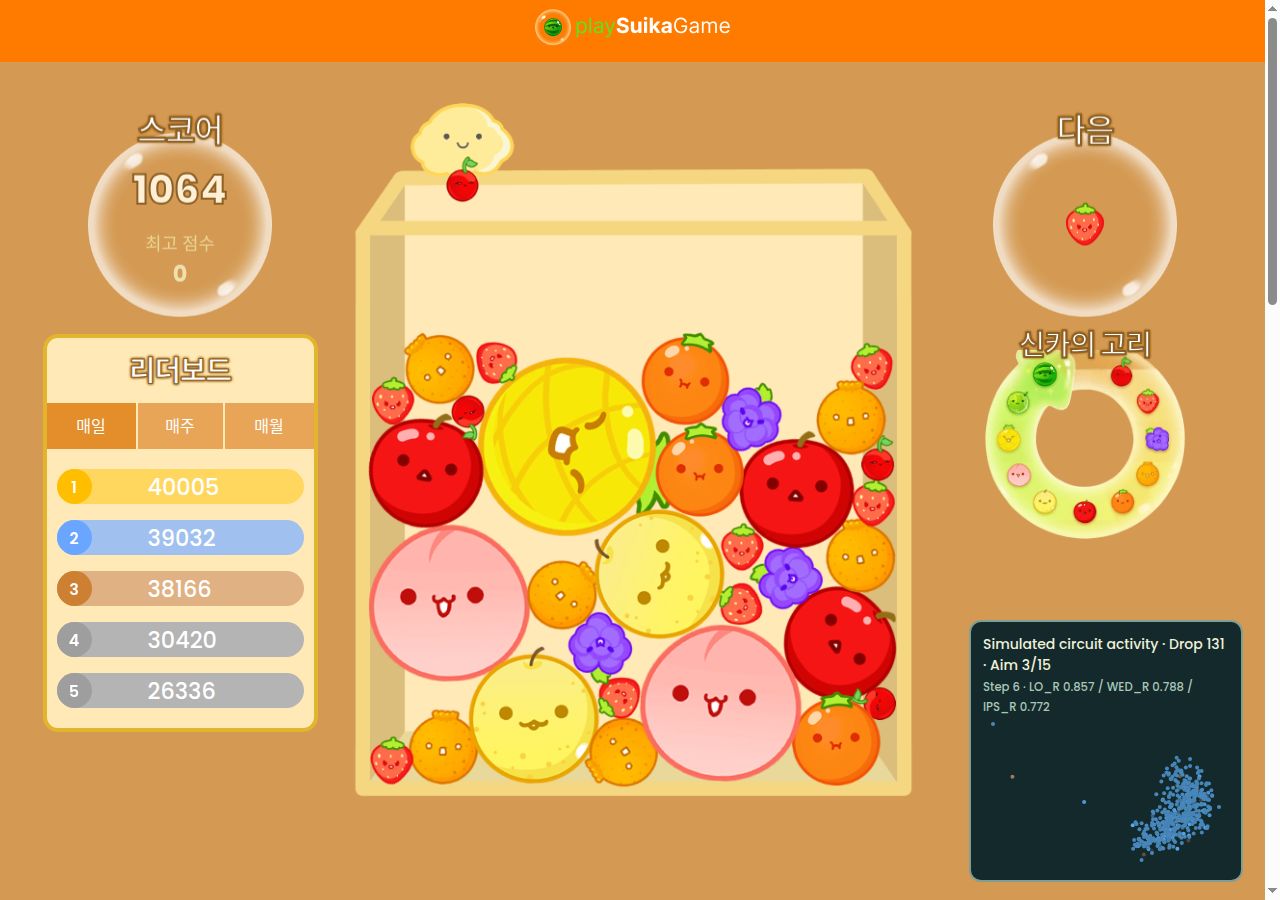 playSuikaGame
스코어
1064
최고 점수
0
다음
리더보드
매일 매주 매월
1 40005
2 39032
3 38166
4 30420
5 26336
신카의 고리
Simulated circuit activity · Drop 131
· Aim 3/15
Step 6 · LO_R 0.857 / WED_R 0.788 /
IPS_R 0.772